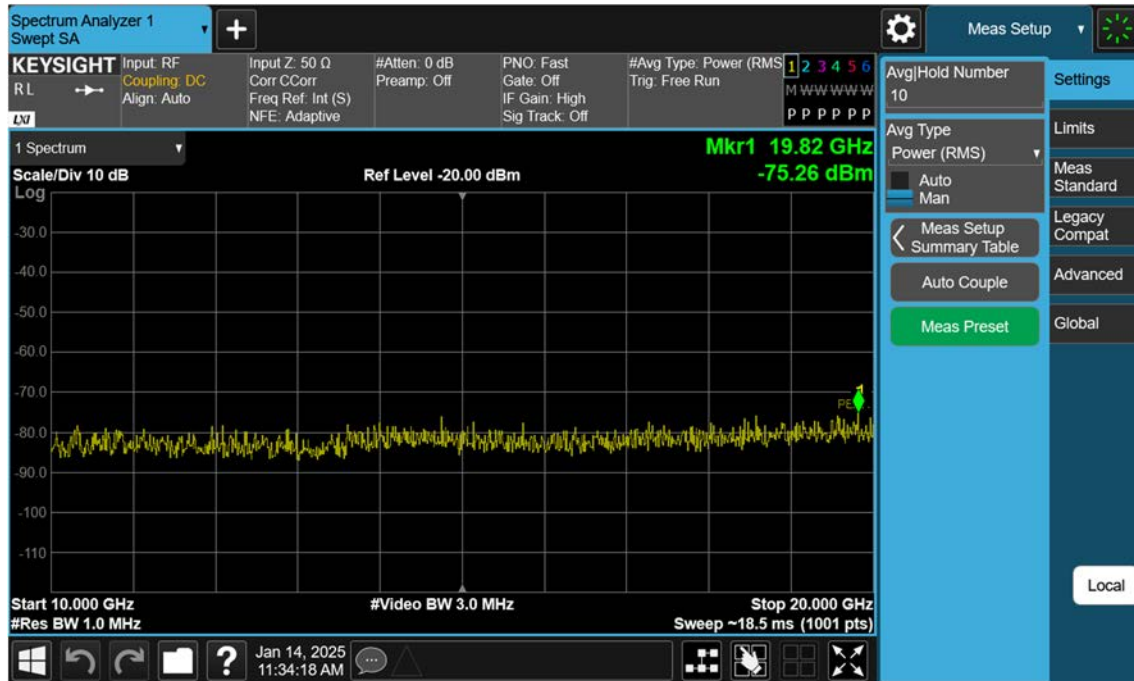 Spectrum Analyzer 1
Swept SA
+
Meas Setup
KEYSIGHT
RL
LXI
Input: RF
Coupling: DC
Align: Auto
Input Z: 50 Ω
Corr CCorr
Freq Ref: Int (S)
NFE: Adaptive
#Atten: 0 dB
Preamp: Off
PNO: Fast
Gate: Off
IF Gain: High
Sig Track: Off
#Avg Type: Power (RMS
Trig: Free Run
1 2 3 4 5 6
M W W W W W
P P P P P P
1 Spectrum
Mkr1 19.82 GHz
Scale/Div 10 dB
Ref Level -20.00 dBm
-75.26 dBm
Log
-30.0
-40.0
-50.0
-60.0
-70.0
-80.0
-90.0
-100
-110
1
Start 10.000 GHz
#Video BW 3.0 MHz
Stop 20.000 GHz
#Res BW 1.0 MHz
Sweep ~18.5 ms (1001 pts)
?
Jan 14, 2025
11:34:18 AM
Avg|Hold Number
10
Avg Type
Power (RMS)
Auto
Man
Meas Setup
Summary Table
Auto Couple
Meas Preset
Settings
Limits
Meas
Standard
Legacy
Compat
Advanced
Global
Local